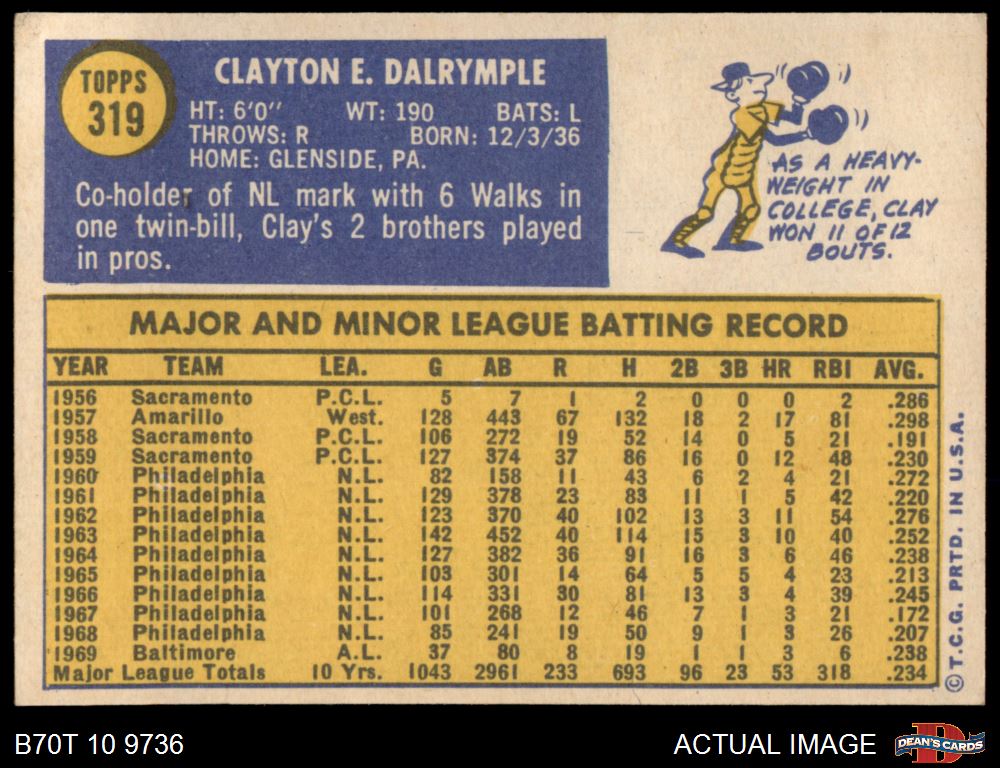 TOPPS
319
CLAYTON E. DALRYMPLE
HT: 6'0" WT: 190 BATS: L
THROWS: R BORN: 12/3/36
HOME: GLENSIDE, PA.
Co-holder of NL mark with 6 Walks in
one twin-bill, Clay's 2 brothers played
in pros.
AS A HEAVY-
WEIGHT IN
COLLEGE, CLAY
WON 11 OF 12
BOUTS.
MAJOR AND MINOR LEAGUE BATTING RECORD
YEAR TEAM LEA. G AB R H 2B 3B HR RBI AVG.
1956 Sacramento P.C.L. 5 7 1 2 0 0 0 2 .286
1957 Amarillo West. 128 443 67 132 18 2 17 81 .298
1958 Sacramento P.C.L. 106 272 19 52 14 0 5 21 .191
1959 Sacramento P.C.L. 127 374 37 86 16 0 12 48 .230
1960 Philadelphia N.L. 82 158 11 43 6 2 4 21 .272
1961 Philadelphia N.L. 129 378 23 83 11 1 5 42 .220
1962 Philadelphia N.L. 123 370 40 102 13 3 11 54 .276
1963 Philadelphia N.L. 142 452 40 114 15 3 10 40 .252
1964 Philadelphia N.L. 127 382 36 91 16 3 6 46 .238
1965 Philadelphia N.L. 103 301 14 64 5 5 4 23 .213
1966 Philadelphia N.L. 114 331 30 81 13 3 4 39 .245
1967 Philadelphia N.L. 101 268 12 46 7 1 3 21 .172
1968 Philadelphia N.L. 85 241 19 50 9 1 3 26 .207
1969 Baltimore A.L. 37 80 8 19 1 1 3 6 .238
Major League Totals 10 Yrs. 1043 2961 233 693 96 23 53 318 .234
© T.C.G. PRTD. IN U.S.A.
B70T 10 9736
ACTUAL IMAGE
DEAN'S CARDS